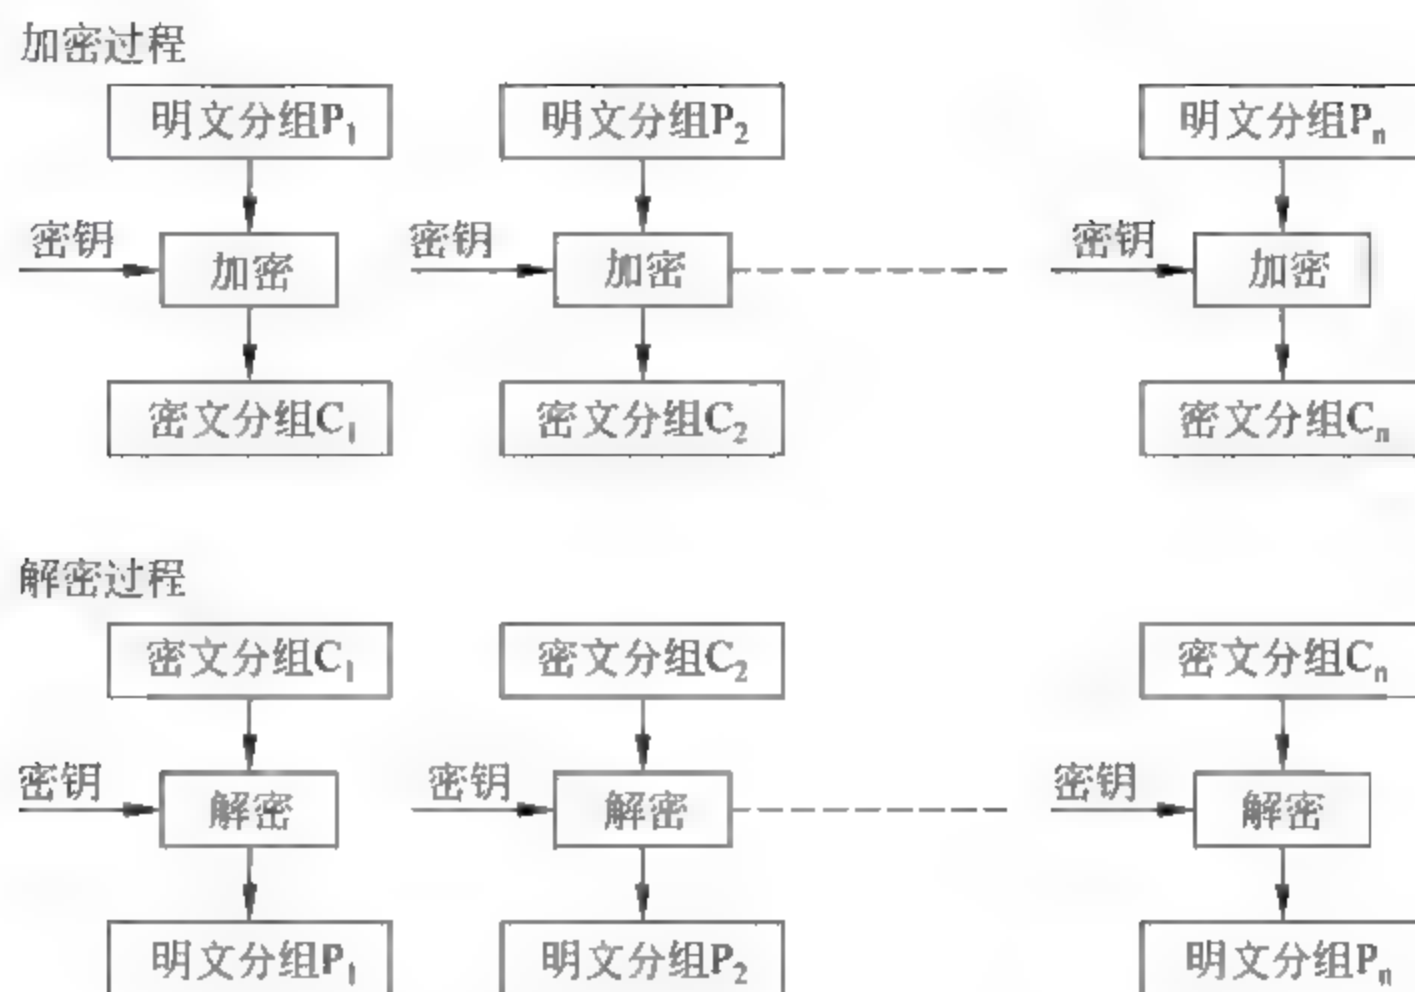 加密过程
明文分组P₁ 明文分组P₂ 明文分组Pₙ
密钥 加密 密钥 加密 密钥 加密
密文分组C₁ 密文分组C₂ 密文分组Cₙ
解密过程
密文分组C₁ 密文分组C₂ 密文分组Cₙ
密钥 解密 密钥 解密 密钥 解密
明文分组P₁ 明文分组P₂ 明文分组Pₙ